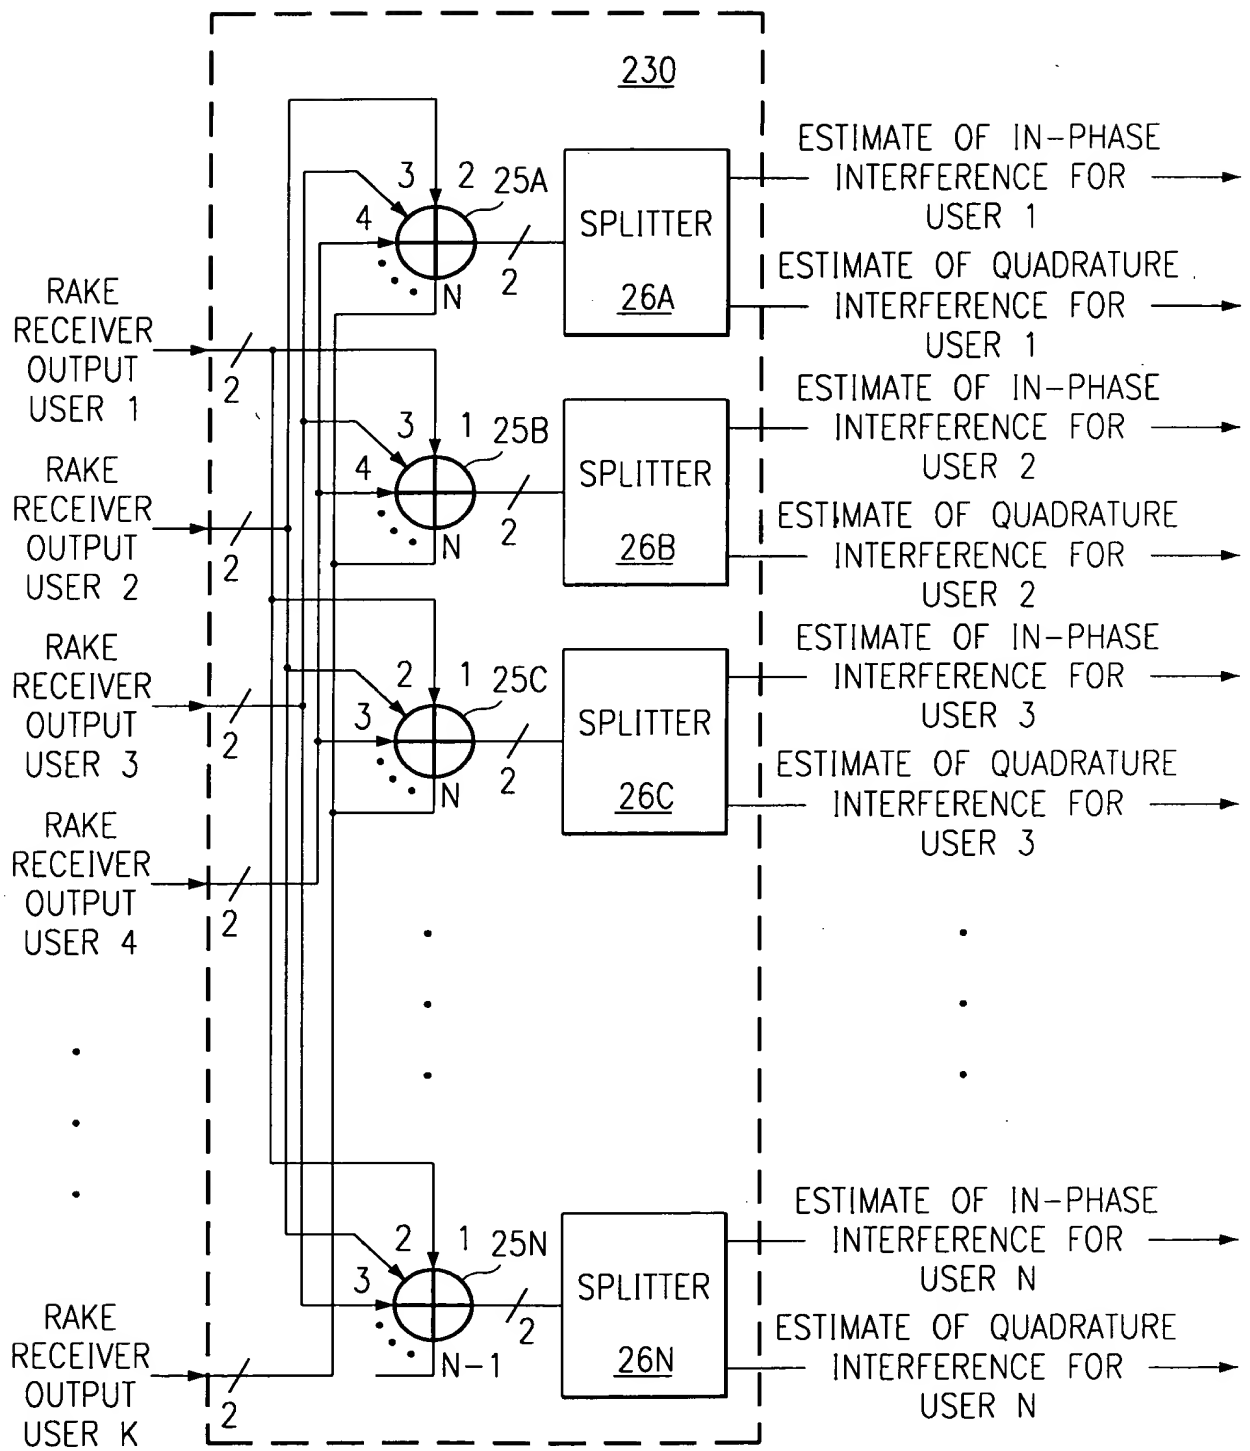 230
3
2
25A
4
N
2
SPLITTER
26A
ESTIMATE OF IN-PHASE
INTERFERENCE FOR
USER 1
ESTIMATE OF QUADRATURE
INTERFERENCE FOR
USER 1
RAKE
RECEIVER
OUTPUT
USER 1
2
3
1
25B
4
N
2
SPLITTER
26B
ESTIMATE OF IN-PHASE
INTERFERENCE FOR
USER 2
ESTIMATE OF QUADRATURE
INTERFERENCE FOR
USER 2
RAKE
RECEIVER
OUTPUT
USER 2
2
2
1
25C
3
N
2
SPLITTER
26C
ESTIMATE OF IN-PHASE
INTERFERENCE FOR
USER 3
ESTIMATE OF QUADRATURE
INTERFERENCE FOR
USER 3
RAKE
RECEIVER
OUTPUT
USER 3
2
RAKE
RECEIVER
OUTPUT
USER 4
2
2
1
25N
3
N-1
2
SPLITTER
26N
ESTIMATE OF IN-PHASE
INTERFERENCE FOR
USER N
ESTIMATE OF QUADRATURE
INTERFERENCE FOR
USER N
RAKE
RECEIVER
OUTPUT
USER K
2